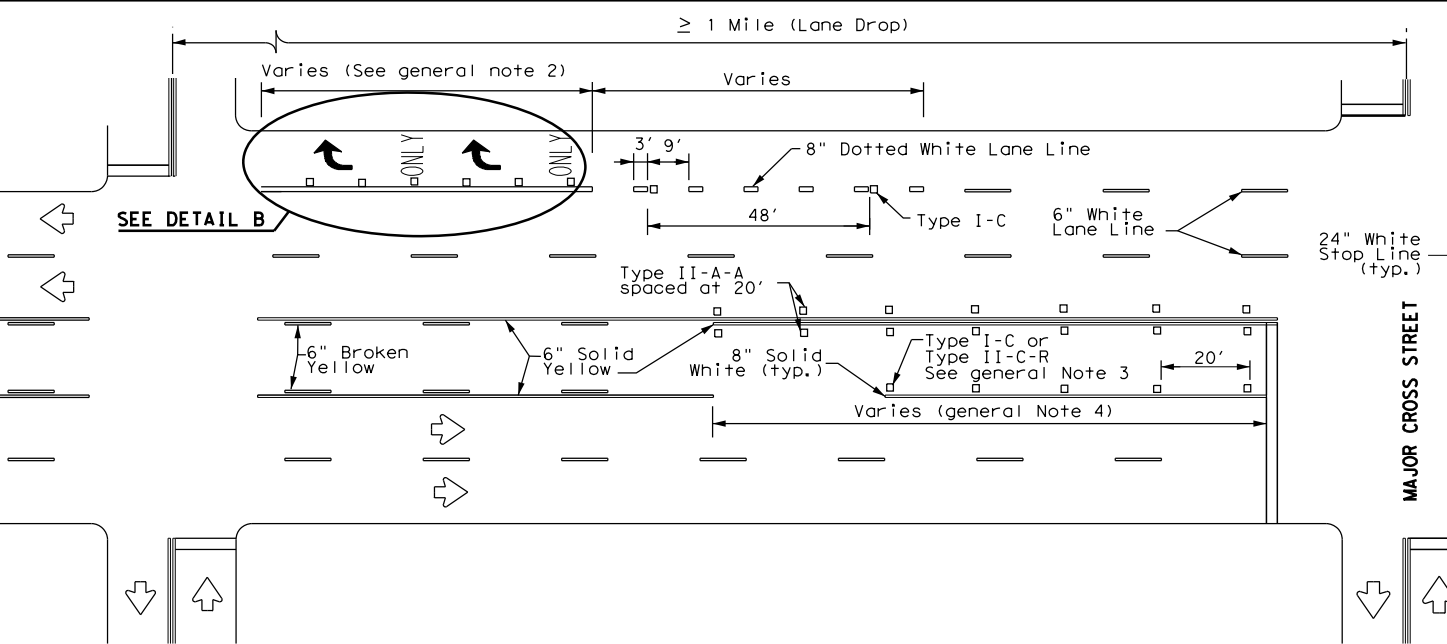 ≥ 1 Mile (Lane Drop)
Varies (See general note 2)
Varies
ONLY
ONLY
3' 9'
8" Dotted White Lane Line
SEE DETAIL B
48'
Type I-C
6" White
Lane Line
24" White
Stop Line
(typ.)
Type II-A-A
spaced at 20'
6" Broken
Yellow
6" Solid
Yellow
8" Solid
White (typ.)
Type I-C or
Type II-C-R
See general Note 3
20'
Varies (general Note 4)
MAJOR CROSS STREET